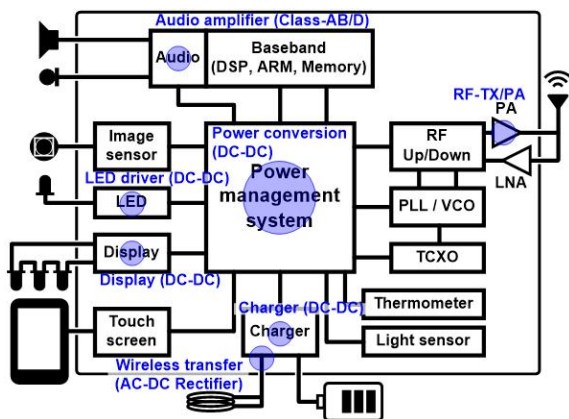 Audio amplifier (Class-AB/D)
Audio
Baseband
(DSP, ARM, Memory)
RF-TX/PA
PA
Image
sensor
Power conversion
(DC-DC)
RF
Up/Down
LNA
LED driver (DC-DC)
LED
Power
management
system
PLL / VCO
Display
Display (DC-DC)
TCXO
Charger (DC-DC)
Charger
Thermometer
Touch
screen
Light sensor
Wireless transfer
(AC-DC Rectifier)